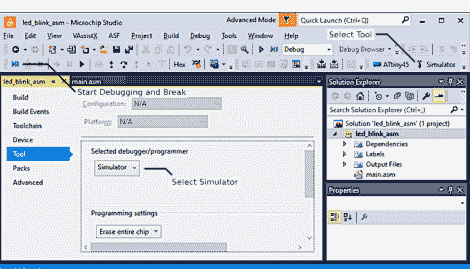 led_blink_asm - Microchip Studio
Advanced Mode
Quick Launch (Ctrl+Q)
File Edit View VAssistX ASF Project Build Debug Tools Window Help
Select Tool
Debug
Debug Browser
Hex
ATtiny45
Simulator
led_blink_asm
main.asm
Start Debugging and Break
Configuration: N/A
Platform: N/A
Build
Build Events
Toolchain
Device
Tool
Packs
Advanced
Selected debugger/programmer
Simulator
Select Simulator
Programming settings
Erase entire chip
Solution Explorer
Search Solution Explorer (Ctrl+;)
Solution 'led_blink_asm' (1 project)
led_blink_asm
Dependencies
Labels
Output Files
main.asm
Properties